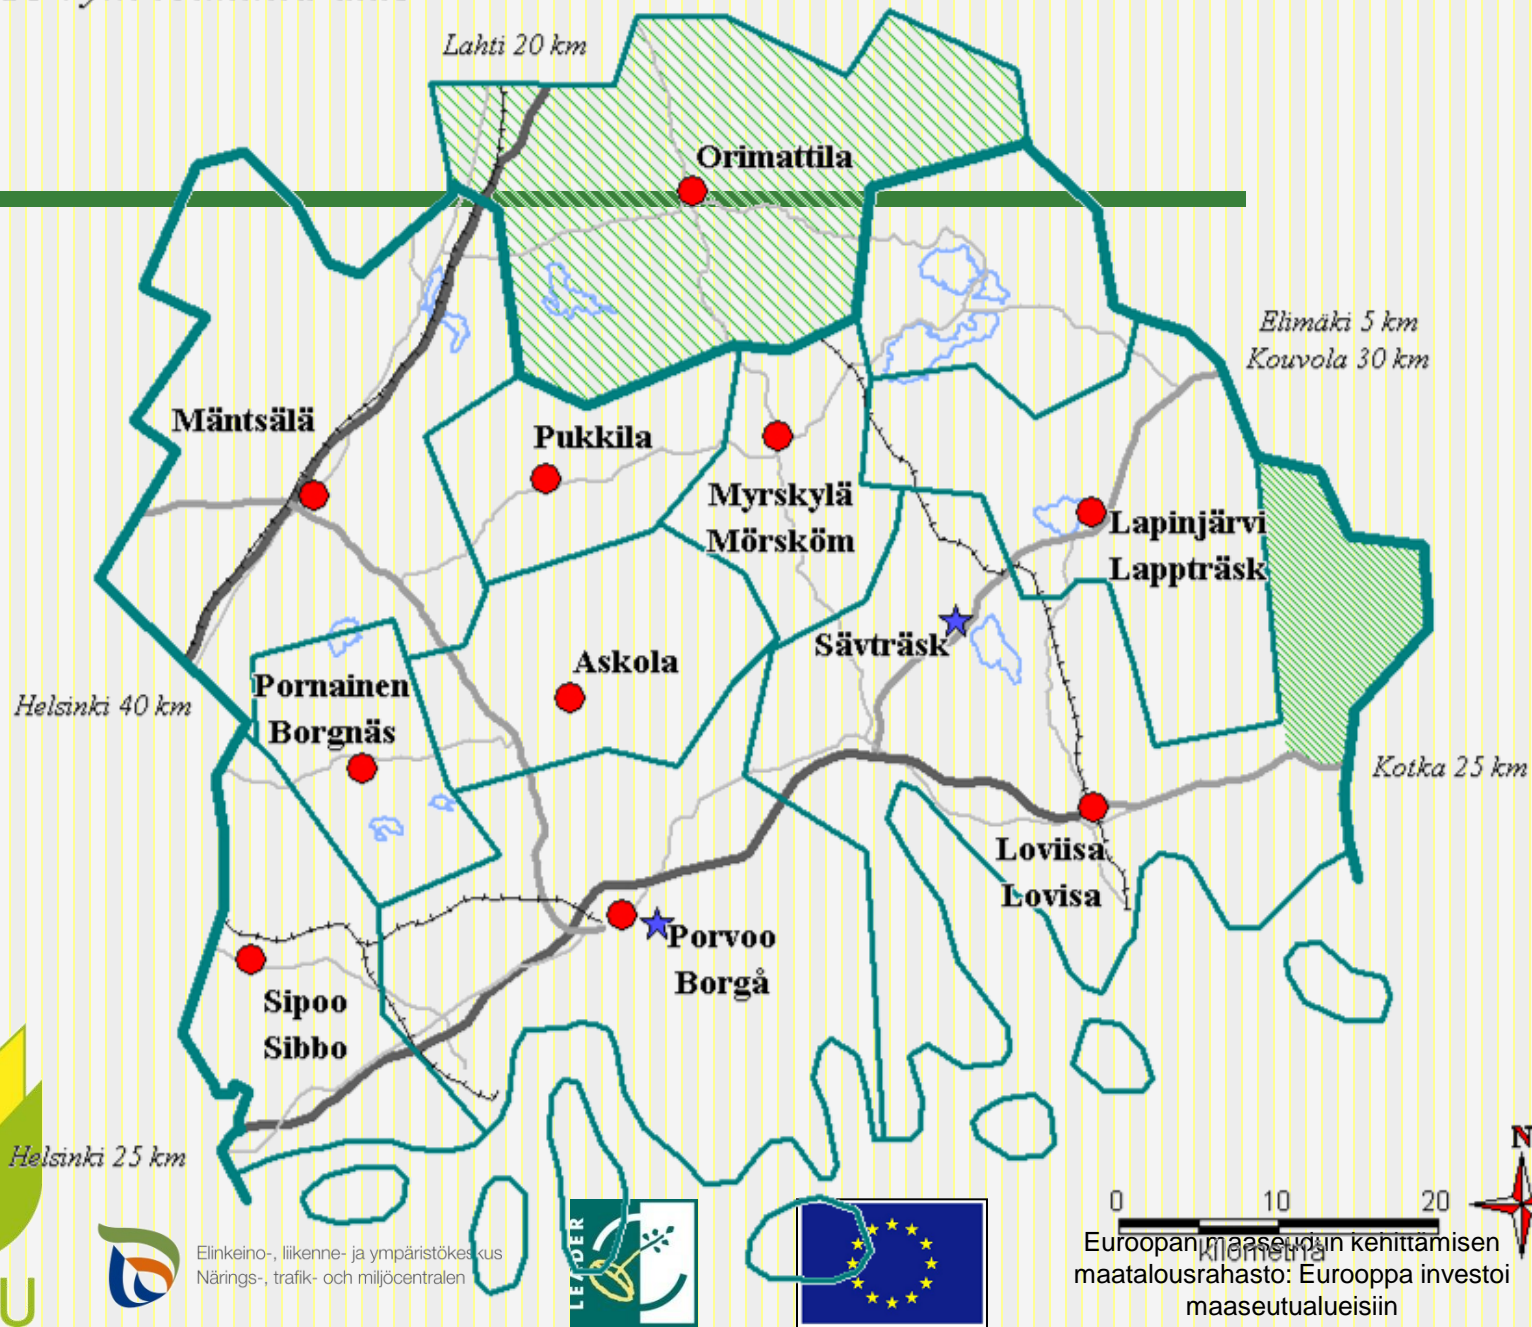 Lahti 20 km
Orimattila
Elimäki 5 km
Kouvola 30 km
Mäntsälä
Pukkila
Myrskylä
Mörsköm
Lapinjärvi
Lappträsk
Sävträsk
Askola
Pornainen
Borgnäs
Helsinki 40 km
Kotka 25 km
Loviisa
Lovisa
Porvoo
Borgå
Sipoo
Sibbo
Helsinki 25 km
N
0 10 20
kilometriä
Elinkeino-, liikenne- ja ympäristökeskus
Närings-, trafik- och miljöcentralen
LEADER
Euroopan maaseudun kehittämisen
maatalousrahasto: Eurooppa investoi
maaseutualueisiin
U